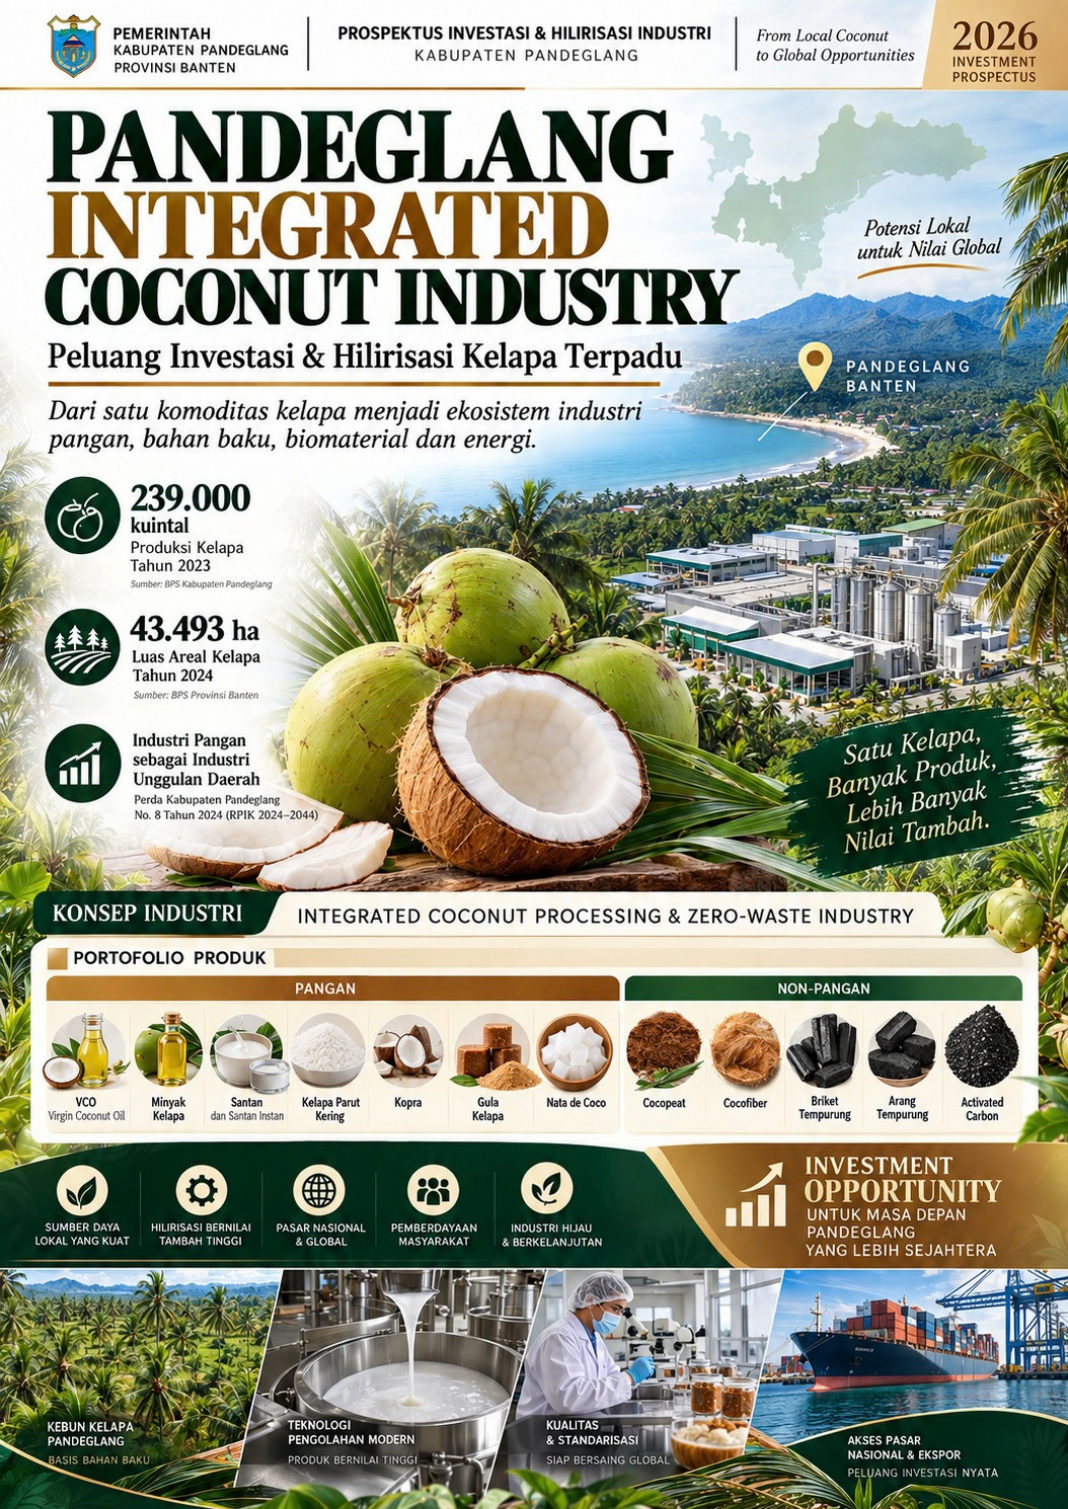 PEMERINTAH
KABUPATEN PANDEGLANG
PROVINSI BANTEN
PROSPEKTUS INVESTASI & HILIRISASI INDUSTRI
KABUPATEN PANDEGLANG
From Local Coconut
to Global Opportunities
2026
INVESTMENT
PROSPECTUS
PANDEGLANG
INTEGRATED
COCONUT INDUSTRY
Peluang Investasi & Hilirisasi Kelapa Terpadu
Dari satu komoditas kelapa menjadi ekosistem industri
pangan, bahan baku, biomaterial dan energi.
Potensi Lokal
untuk Nilai Global
PANDEGLANG
BANTEN
239.000
kuintal
Produksi Kelapa
Tahun 2023
Sumber: BPS Kabupaten Pandeglang
43.493 ha
Luas Areal Kelapa
Tahun 2024
Sumber: BPS Provinsi Banten
Industri Pangan
sebagai Industri
Unggulan Daerah
Perda Kabupaten Pandeglang
No. 8 Tahun 2024 (RPIK 2024–2044)
Satu Kelapa,
Banyak Produk,
Lebih Banyak
Nilai Tambah.
KONSEP INDUSTRI
INTEGRATED COCONUT PROCESSING & ZERO-WASTE INDUSTRY
PORTOFOLIO PRODUK
PANGAN
VCO
Virgin Coconut Oil
Minyak
Kelapa
Santan
dan Santan Instan
Kelapa Parut
Kering
Kopra
Gula
Kelapa
Nata de Coco
NON-PANGAN
Cocopeat
Cocofiber
Briket
Tempurung
Arang
Tempurung
Activated
Carbon
SUMBER DAYA
LOKAL YANG KUAT
HILIRISASI BERNILAI
TAMBAH TINGGI
PASAR NASIONAL
& GLOBAL
PEMBERDAYAAN
MASYARAKAT
INDUSTRI HIJAU
& BERKELANJUTAN
INVESTMENT
OPPORTUNITY
UNTUK MASA DEPAN
PANDEGLANG
YANG LEBIH SEJAHTERA
KEBUN KELAPA
PANDEGLANG
BASIS BAHAN BAKU
TEKNOLOGI
PENGOLAHAN MODERN
PRODUK BERNILAI TINGGI
KUALITAS
& STANDARISASI
SIAP BERSAING GLOBAL
AKSES PASAR
NASIONAL & EKSPOR
PELUANG INVESTASI NYATA